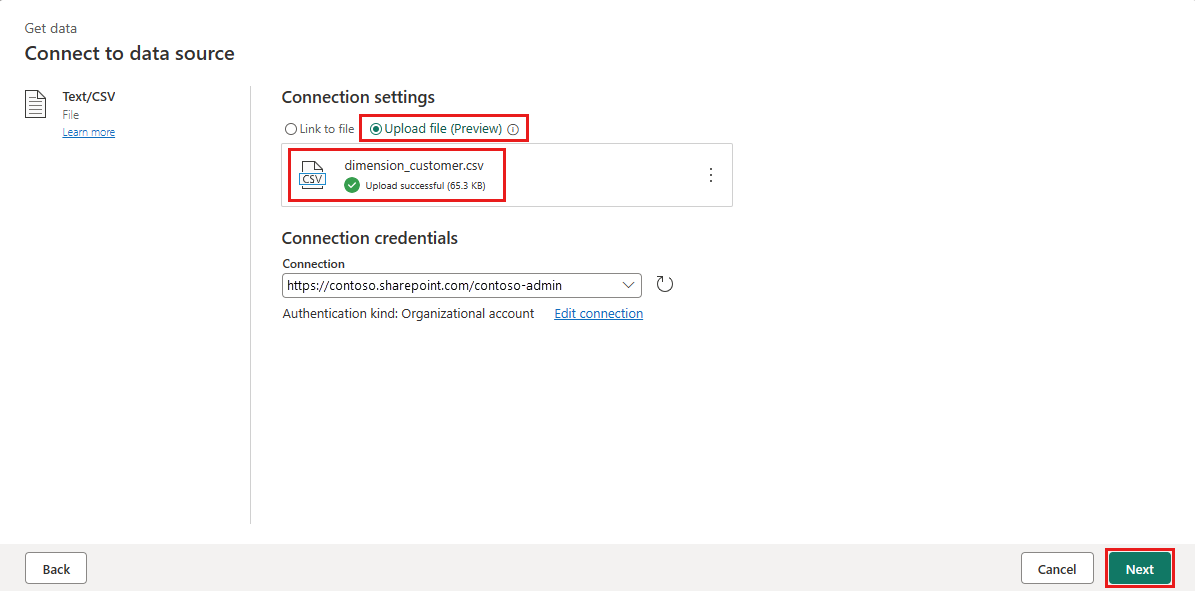 Get data
Connect to data source
Text/CSV
File
Learn more
Connection settings
Link to file
Upload file (Preview)
CSV
dimension_customer.csv
Upload successful (65.3 KB)
Connection credentials
Connection
https://contoso.sharepoint.com/contoso-admin
Authentication kind: Organizational account
Edit connection
Back
Cancel
Next